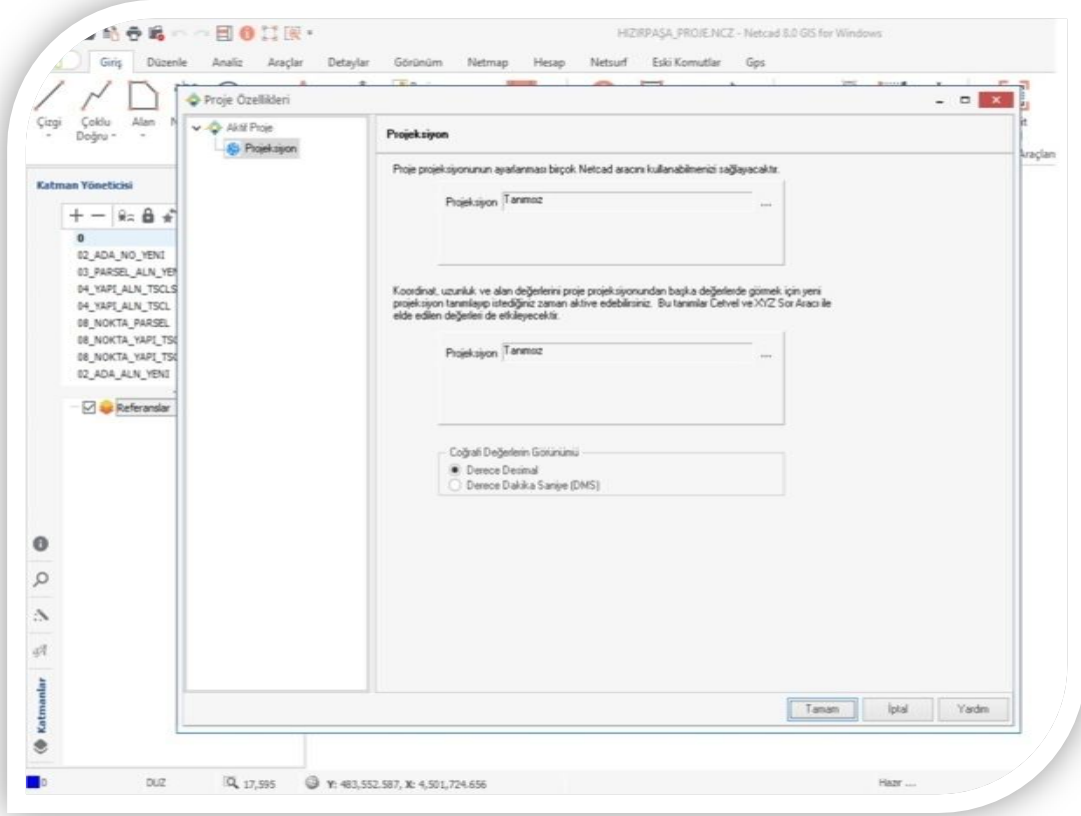 HIZIRPAŞA_PROJE.NCZ - Netcad 8.0 GIS for Windows
Giriş Düzenle Analiz Araçlar Detaylar Görünüm Netmap Hesap Netsurf Eski Komutlar Gps
Çizgi Çoklu Doğru Alan
Araçları
Proje Özellikleri
Aktif Proje
Projeksiyon
Projeksiyon
Proje projeksiyonunun ayarlanması birçok Netcad aracını kullanabilmenizi sağlayacaktır.
Projeksiyon Tanımsız ...
Koordinat, uzunluk ve alan değerlerini proje projeksiyonundan başka değerlerde görmek için yeni
projeksiyon tanımlayıp istediğiniz zaman aktive edebilirsiniz. Bu tanımlar Cetvel ve XYZ Sor Aracı ile
elde edilen değerleri de etkileyecektir.
Projeksiyon Tanımsız ...
Coğrafi Değerlerin Görünümü
Derece Desimal
Derece Dakika Saniye (DMS)
Tamam İptal Yardım
Katman Yöneticisi
0
02_ADA_NO_YENI
03_PARSEL_ALN_YEN
04_YAPI_ALN_TSCLS
04_YAPI_ALN_TSCL
08_NOKTA_PARSEL
08_NOKTA_YAPI_TSC
08_NOKTA_YAPI_TSC
02_ADA_ALN_YENI
Referanslar
Katmanlar
0 DUZ 17,595 Y: 483,552.587, X: 4,501,724.656 Hazır ....